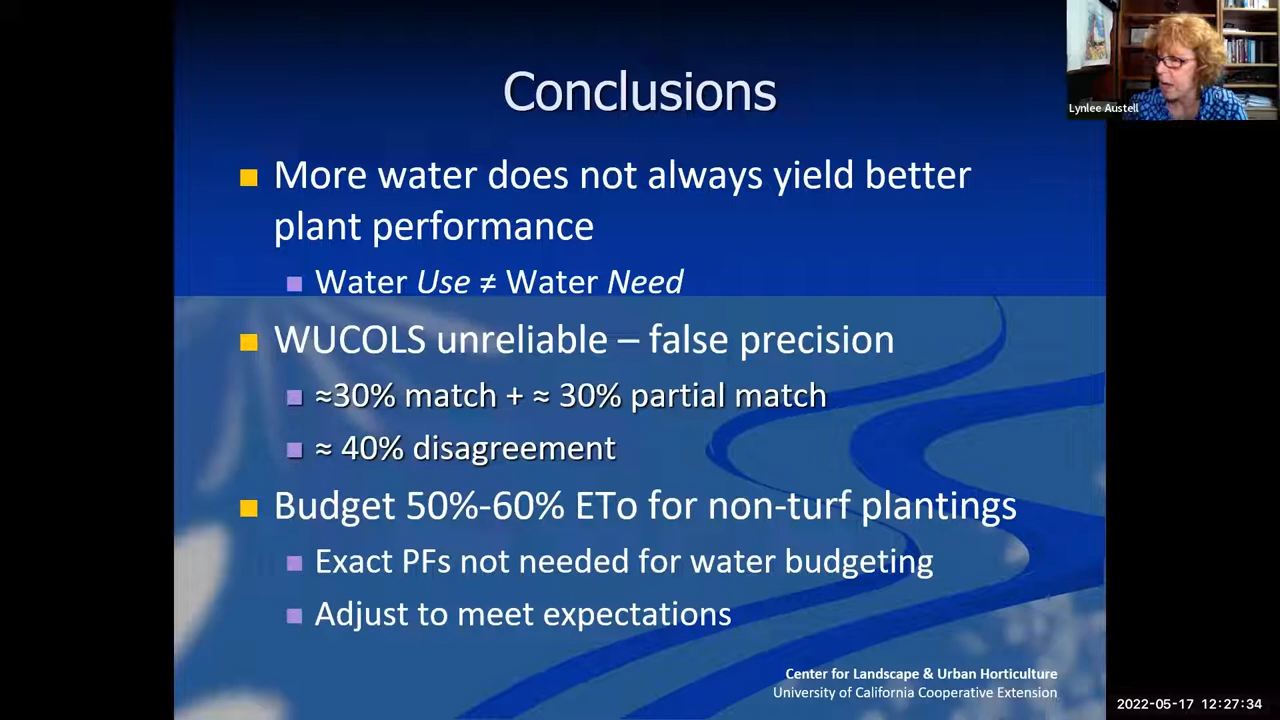 Conclusions
More water does not always yield better
plant performance
Water Use ≠ Water Need
WUCOLS unreliable – false precision
≈30% match + ≈ 30% partial match
≈ 40% disagreement
Budget 50%-60% ETo for non-turf plantings
Exact PFs not needed for water budgeting
Adjust to meet expectations
Center for Landscape & Urban Horticulture
University of California Cooperative Extension
Lynlee Austell
2022-05-17 12:27:34